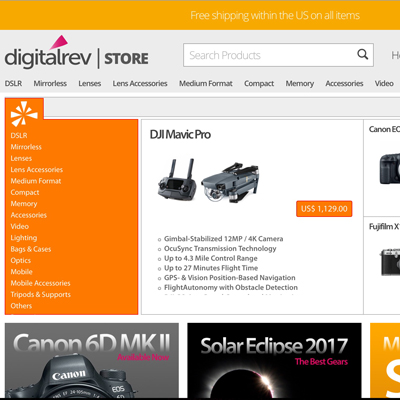 Free shipping within the US on all items
digitalrev | STORE
Search Products
DSLR Mirrorless Lenses Lens Accessories Medium Format Compact Memory Accessories Video
DSLR
Mirrorless
Lenses
Lens Accessories
Medium Format
Compact
Memory
Accessories
Video
Lighting
Bags & Cases
Optics
Mobile
Mobile Accessories
Tripods & Supports
Others
DJI Mavic Pro
US$ 1,129.00
Gimbal-Stabilized 12MP / 4K Camera
OcuSync Transmission Technology
Up to 4.3 Mile Control Range
Up to 27 Minutes Flight Time
GPS- & Vision Position-Based Navigation
FlightAutonomy with Obstacle Detection
Canon EO
Fujifilm X
Canon 6D MK II
Available Now
Canon
EOS
6D
Solar Eclipse 2017
The Best Gears